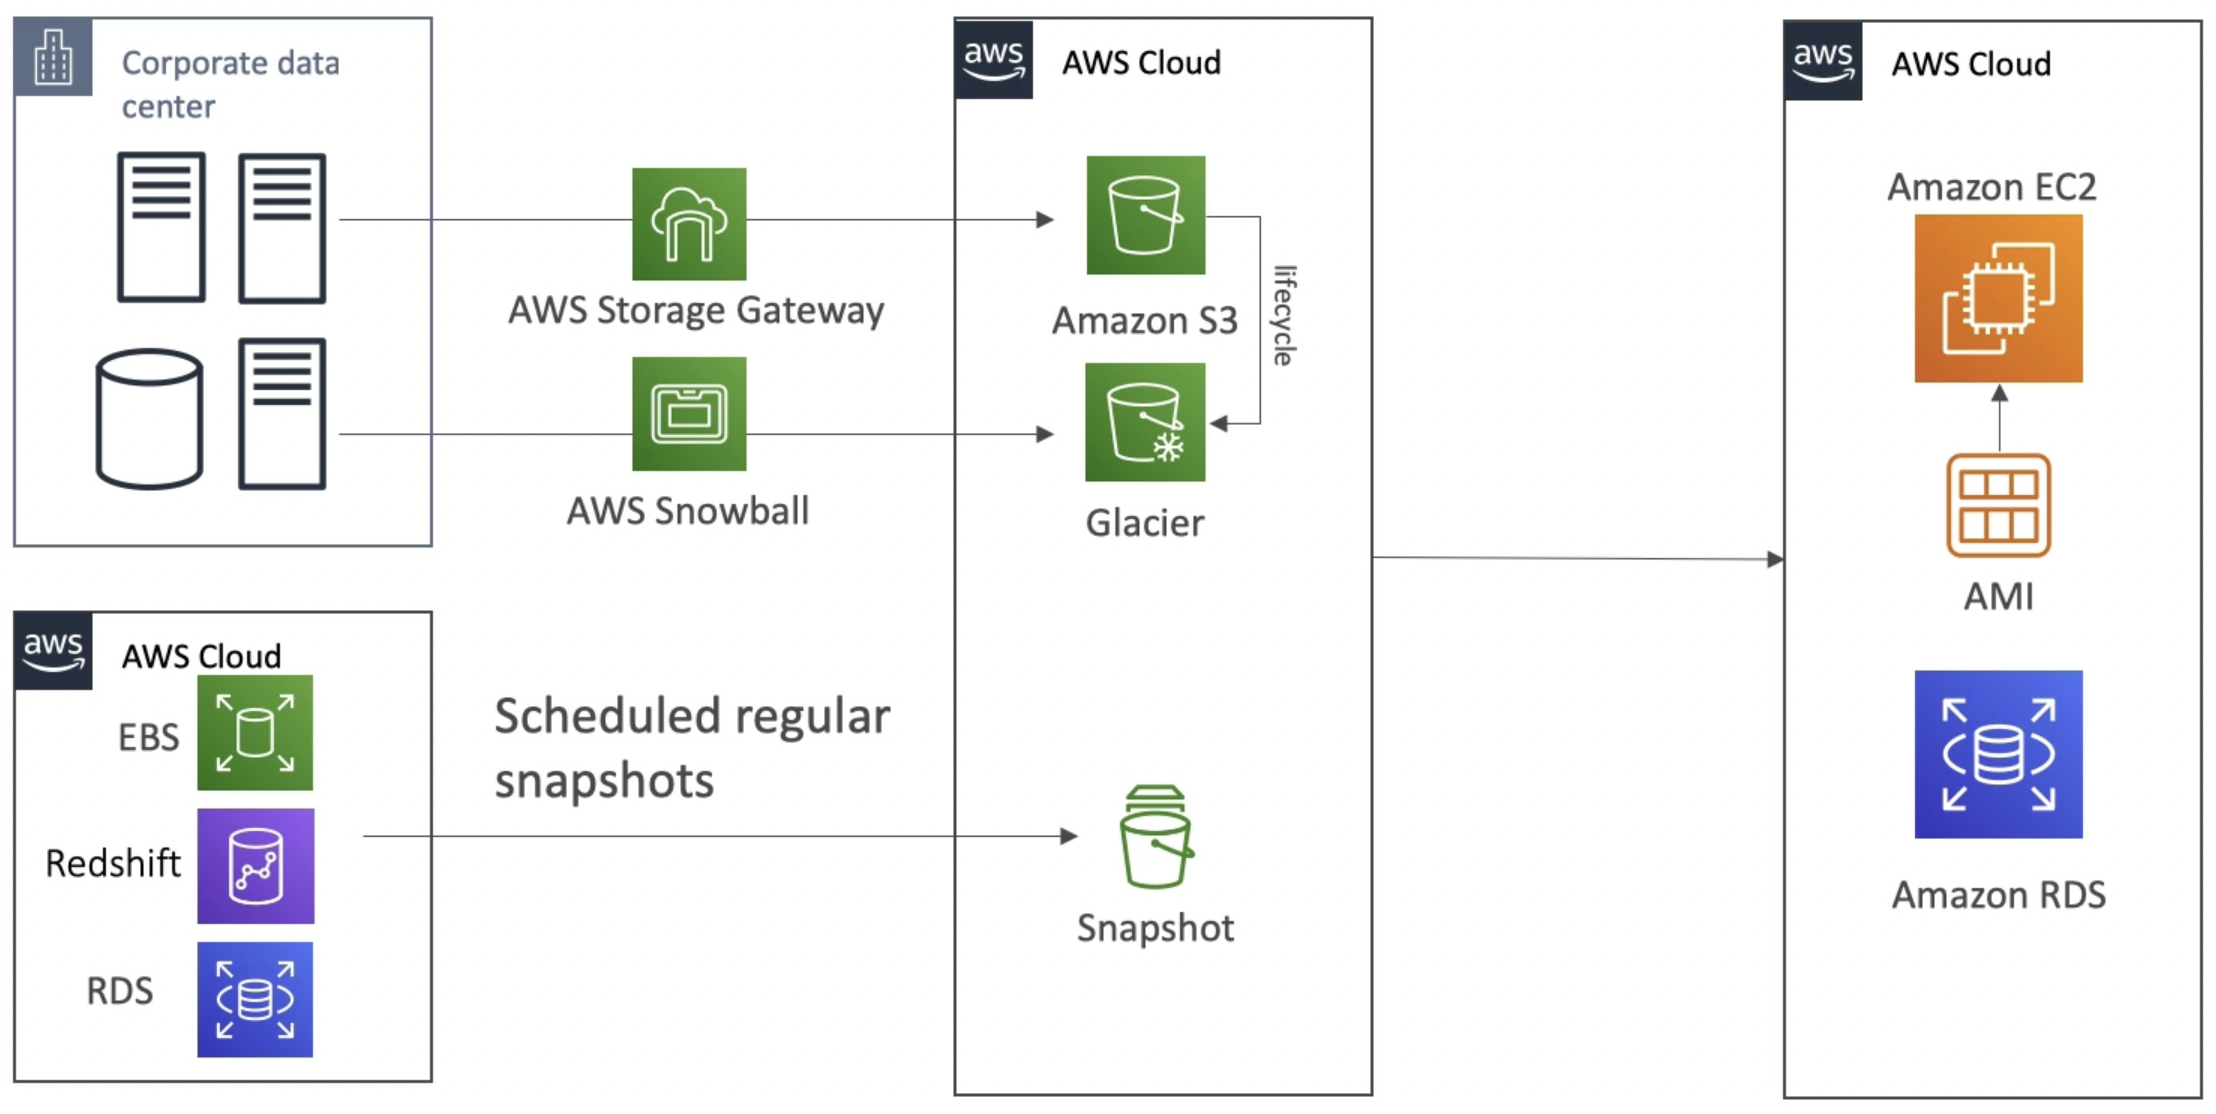 Corporate data
center
AWS Storage Gateway
AWS Snowball
aws
AWS Cloud
Amazon S3
lifecycle
Glacier
Snapshot
aws
AWS Cloud
EBS
Redshift
RDS
Scheduled regular
snapshots
aws
AWS Cloud
Amazon EC2
AMI
Amazon RDS